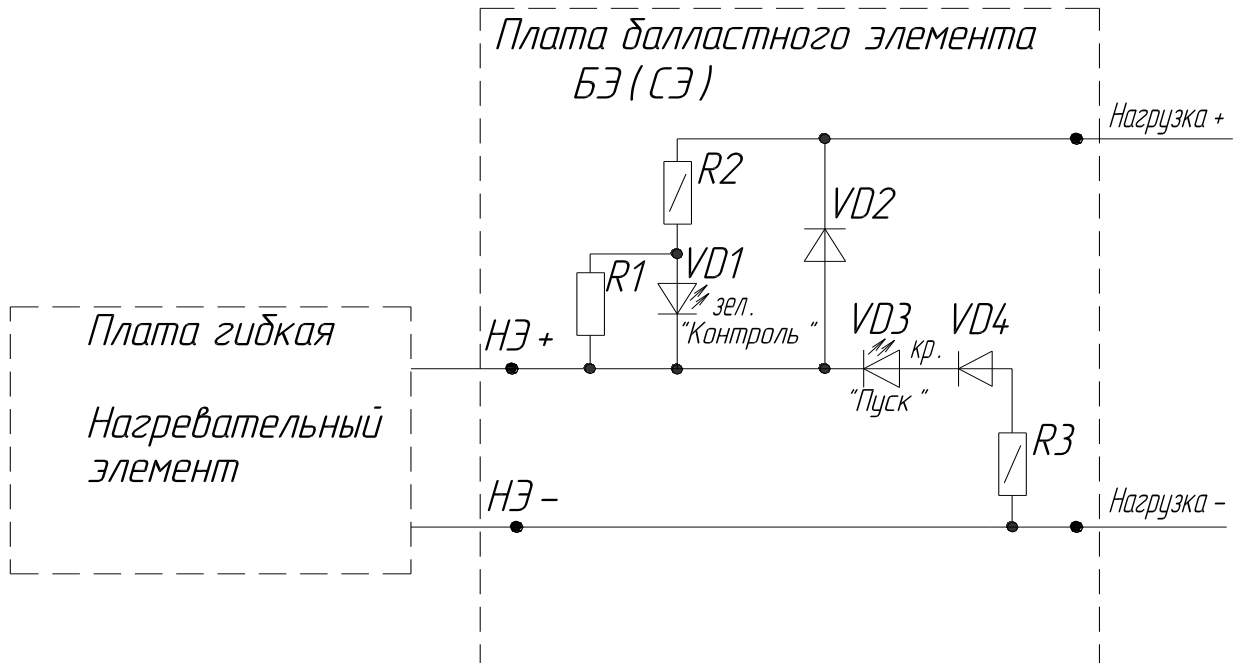 Плата балластного элемента
БЭ (СЭ)
Нагрузка +
R2
VD2
R1
VD1
зел.
"Контроль"
VD3
VD4
кр.
"Пуск"
R3
Плата гибкая
Нагревательный
элемент
НЭ +
НЭ –
Нагрузка –